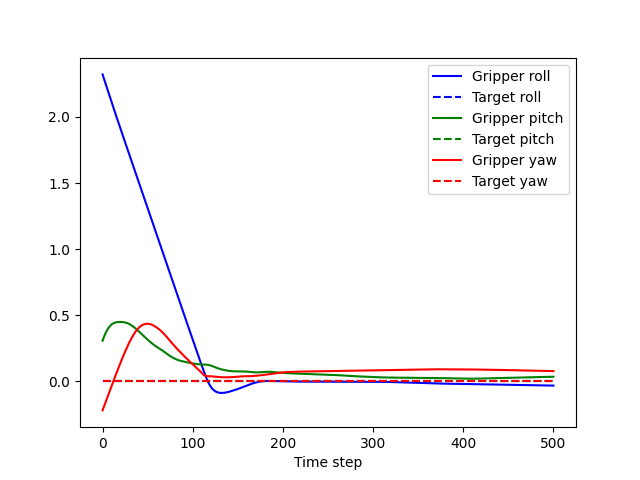 Gripper roll
Target roll
Gripper pitch
Target pitch
Gripper yaw
Target yaw
2.0
1.5
1.0
0.5
0.0
0 100 200 300 400 500
Time step